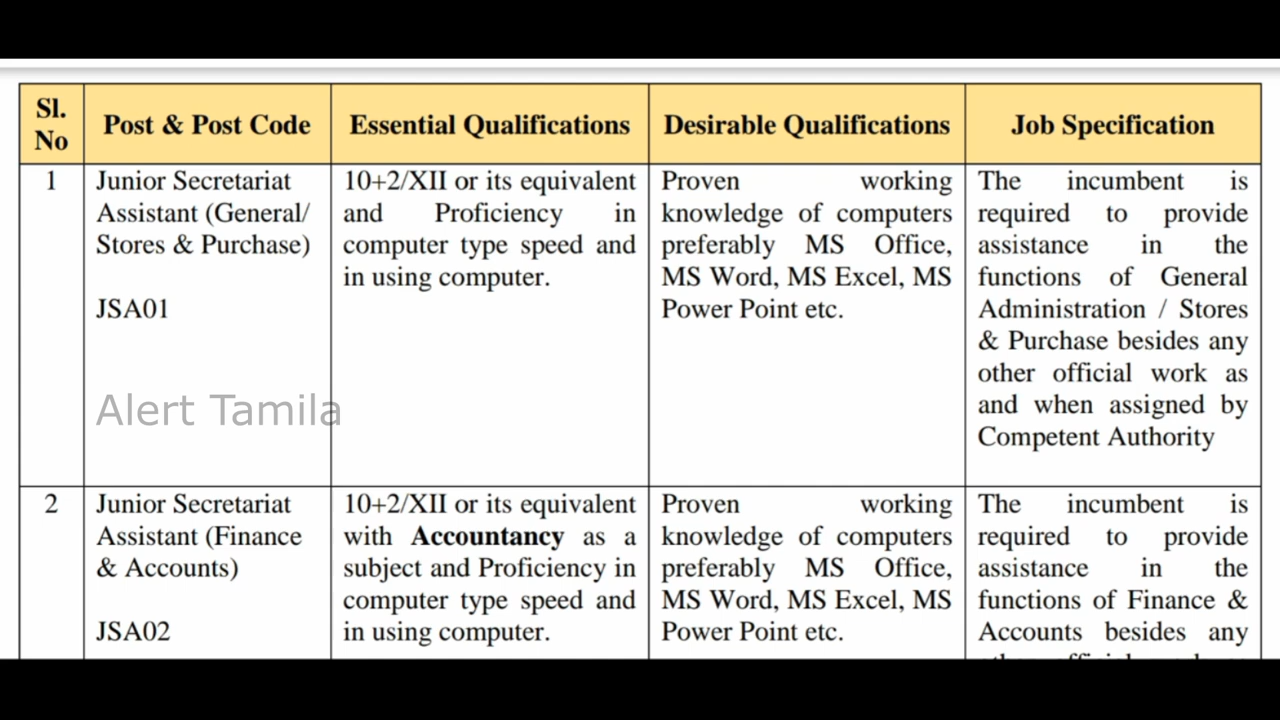 Sl.
No
Post & Post Code
Essential Qualifications
Desirable Qualifications
Job Specification
1
Junior Secretariat
Assistant (General/
Stores & Purchase)
JSA01
10+2/XII or its equivalent
and Proficiency in
computer type speed and
in using computer.
Proven working
knowledge of computers
preferably MS Office,
MS Word, MS Excel, MS
Power Point etc.
The incumbent is
required to provide
assistance in the
functions of General
Administration / Stores
& Purchase besides any
other official work as
and when assigned by
Competent Authority
Alert Tamila
2
Junior Secretariat
Assistant (Finance
& Accounts)
JSA02
10+2/XII or its equivalent
with Accountancy as a
subject and Proficiency in
computer type speed and
in using computer.
Proven working
knowledge of computers
preferably MS Office,
MS Word, MS Excel, MS
Power Point etc.
The incumbent is
required to provide
assistance in the
functions of Finance &
Accounts besides any